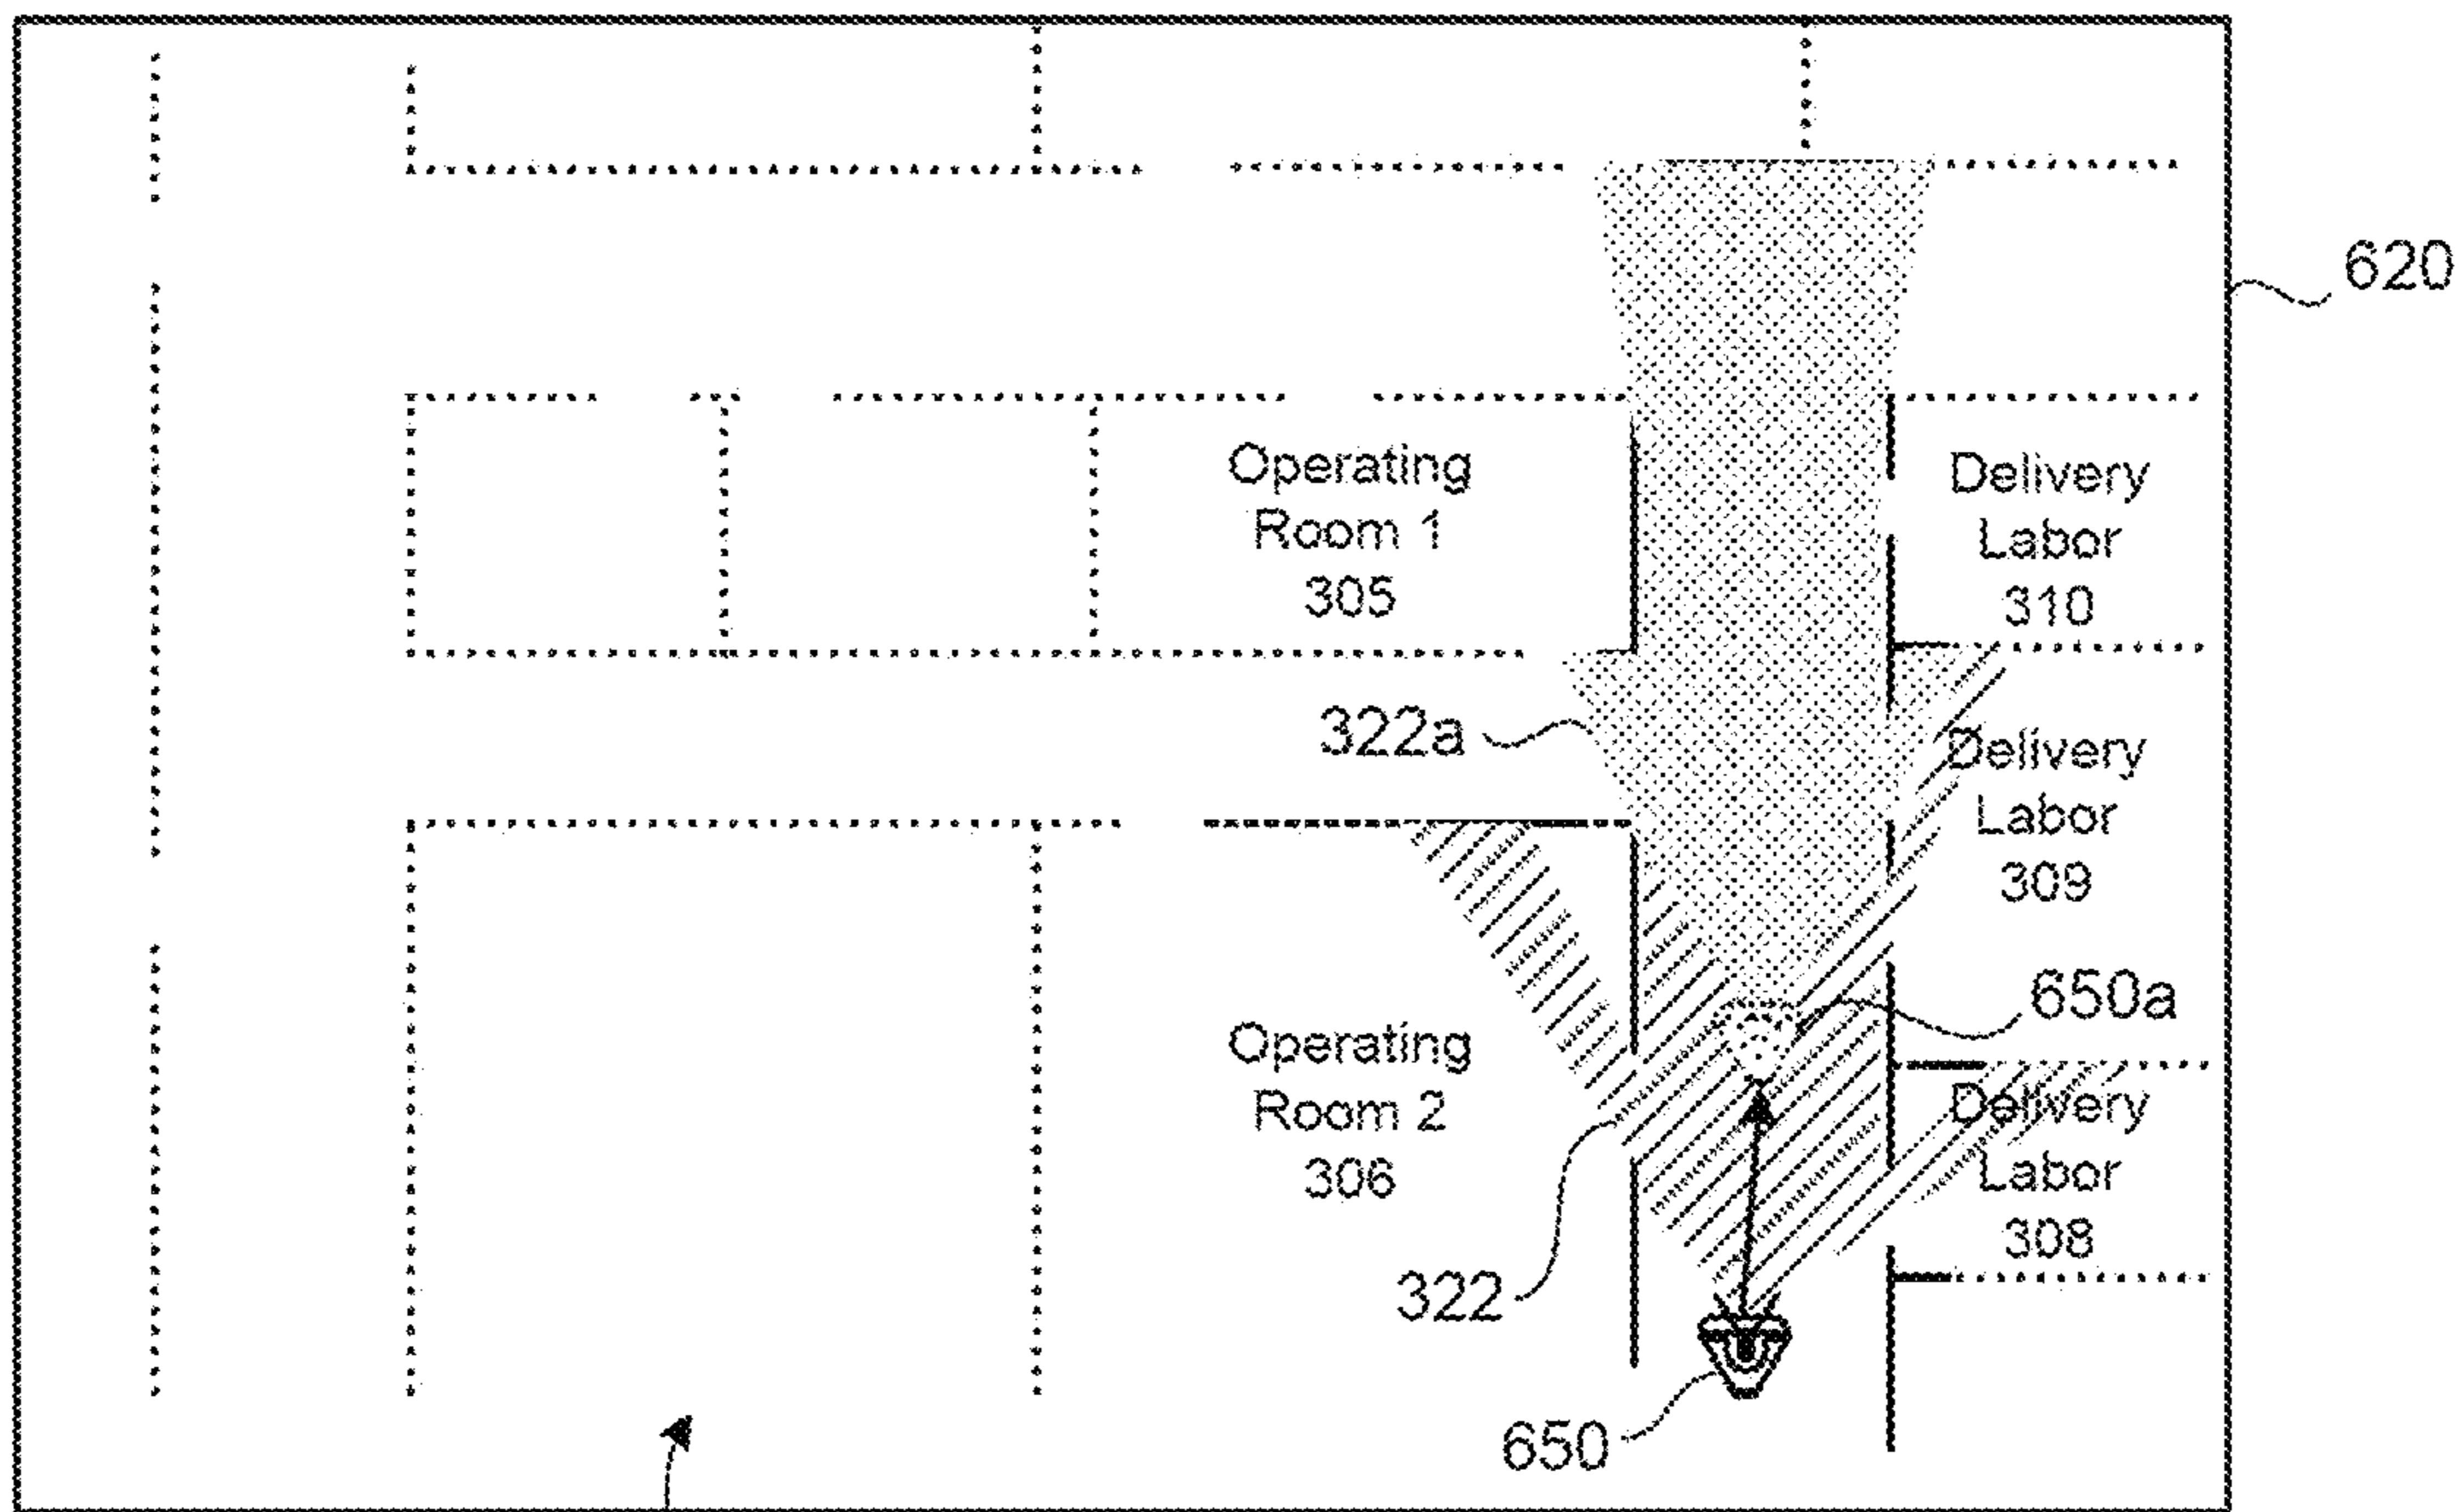 620
Operating
Room 1
305
Delivery
Labor
310
322a
Delivery
Labor
309
650a
Operating
Room 2
306
Delivery
Labor
308
322
650